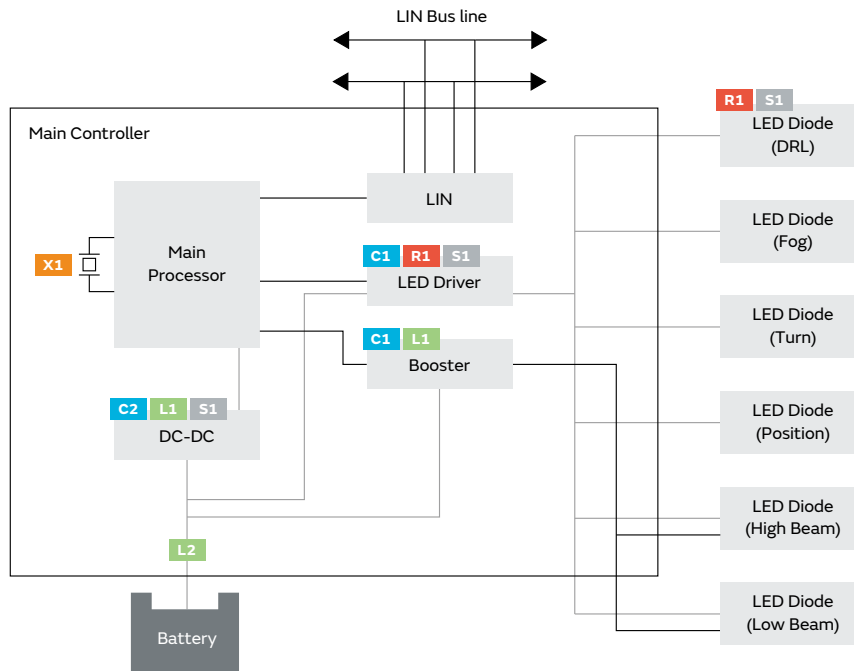 LIN Bus line
Main Controller
R1 S1
LED Diode
(DRL)
LIN
X1
Main
Processor
LED Diode
(Fog)
C1 R1 S1
LED Driver
LED Diode
(Turn)
C1 L1
Booster
C2 L1 S1
DC-DC
LED Diode
(Position)
LED Diode
(High Beam)
L2
LED Diode
(Low Beam)
Battery